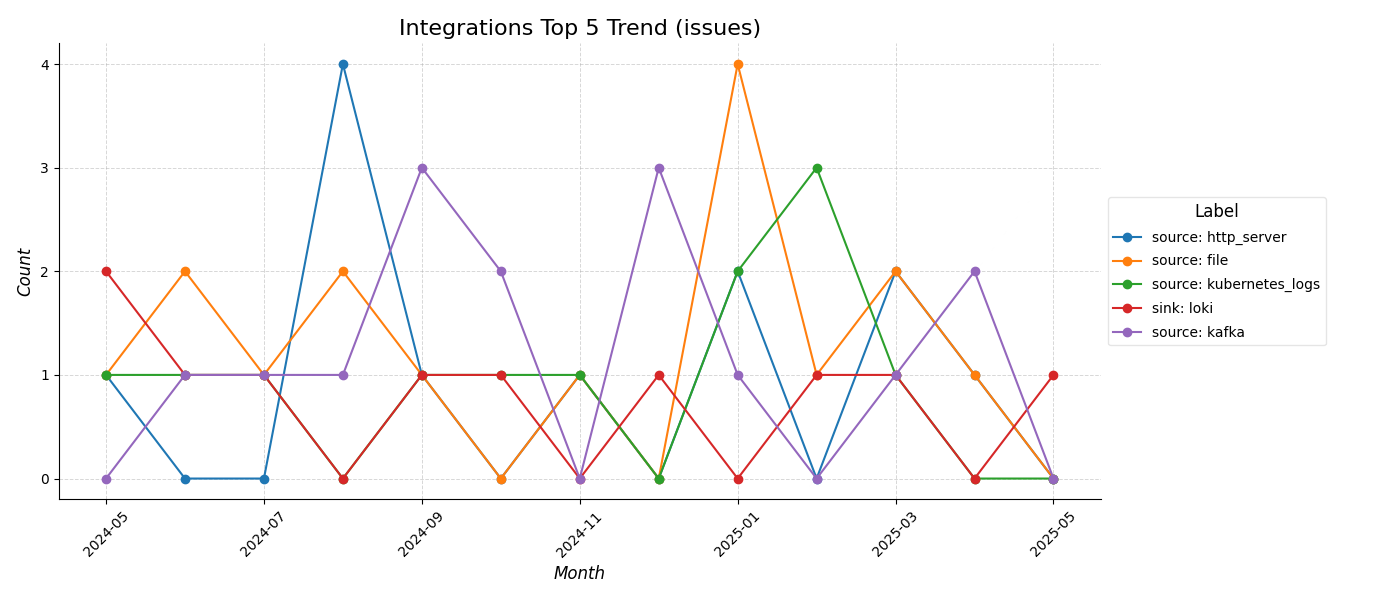 Integrations Top 5 Trend (issues)
Count
4
3
2
1
0
2024-05
2024-07
2024-09
2024-11
2025-01
2025-03
2025-05
Month
Label
source: http_server
source: file
source: kubernetes_logs
sink: loki
source: kafka